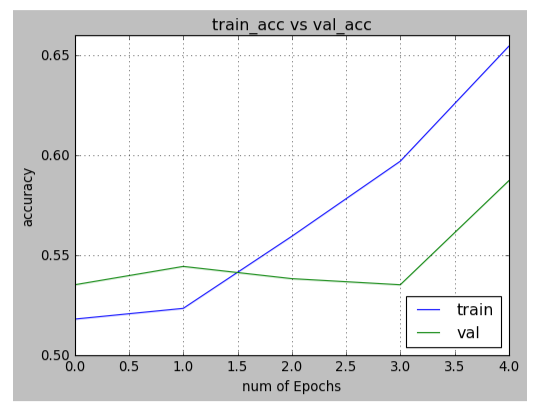 train_acc vs val_acc
0.65
0.60
0.55
0.50
accuracy
train
val
0.0 0.5 1.0 1.5 2.0 2.5 3.0 3.5 4.0
num of Epochs